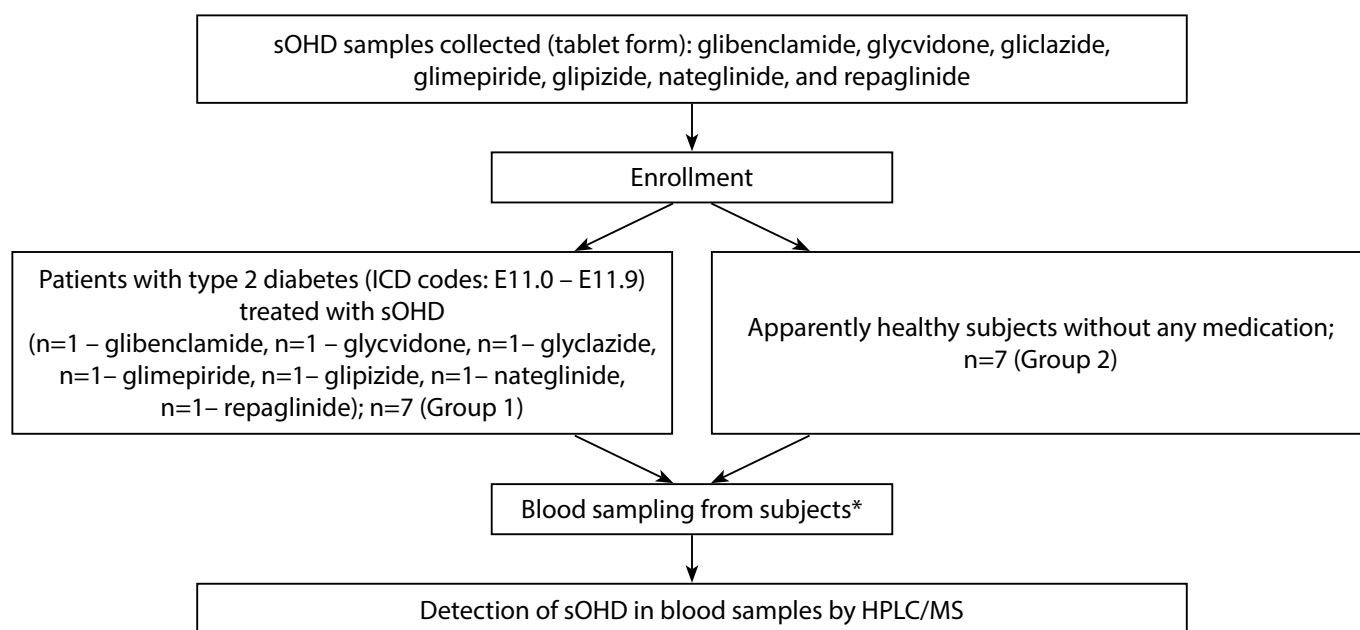 sOHD samples collected (tablet form): glibenclamide, glycvidone, gliclazide,
glimepiride, glipizide, nateglinide, and repaglinide
Enrollment
Patients with type 2 diabetes (ICD codes: E11.0 – E11.9)
treated with sOHD
(n=1 – glibenclamide, n=1 – glycvidone, n=1– glyclazide,
n=1– glimepiride, n=1– glipizide, n=1– nateglinide,
n=1– repaglinide); n=7 (Group 1)
Apparently healthy subjects without any medication;
n=7 (Group 2)
Blood sampling from subjects*
Detection of sOHD in blood samples by HPLC/MS